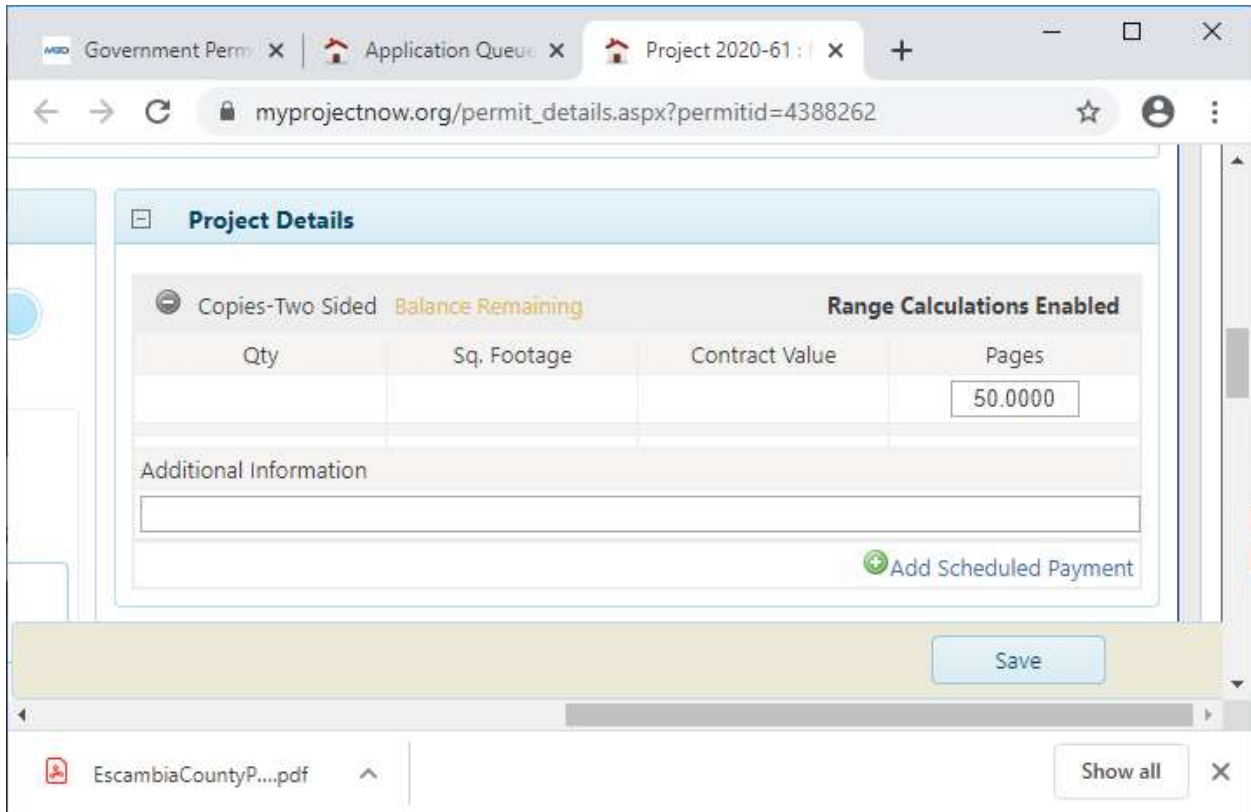 MGO Government Perm
Application Queue
Project 2020-61 :
myprojectnow.org/permit_details.aspx?permitid=4388262
Project Details
Copies-Two Sided Balance Remaining Range Calculations Enabled
Qty Sq. Footage Contract Value Pages
50.0000
Additional Information
Add Scheduled Payment
Save
EscambiaCountyP....pdf Show all